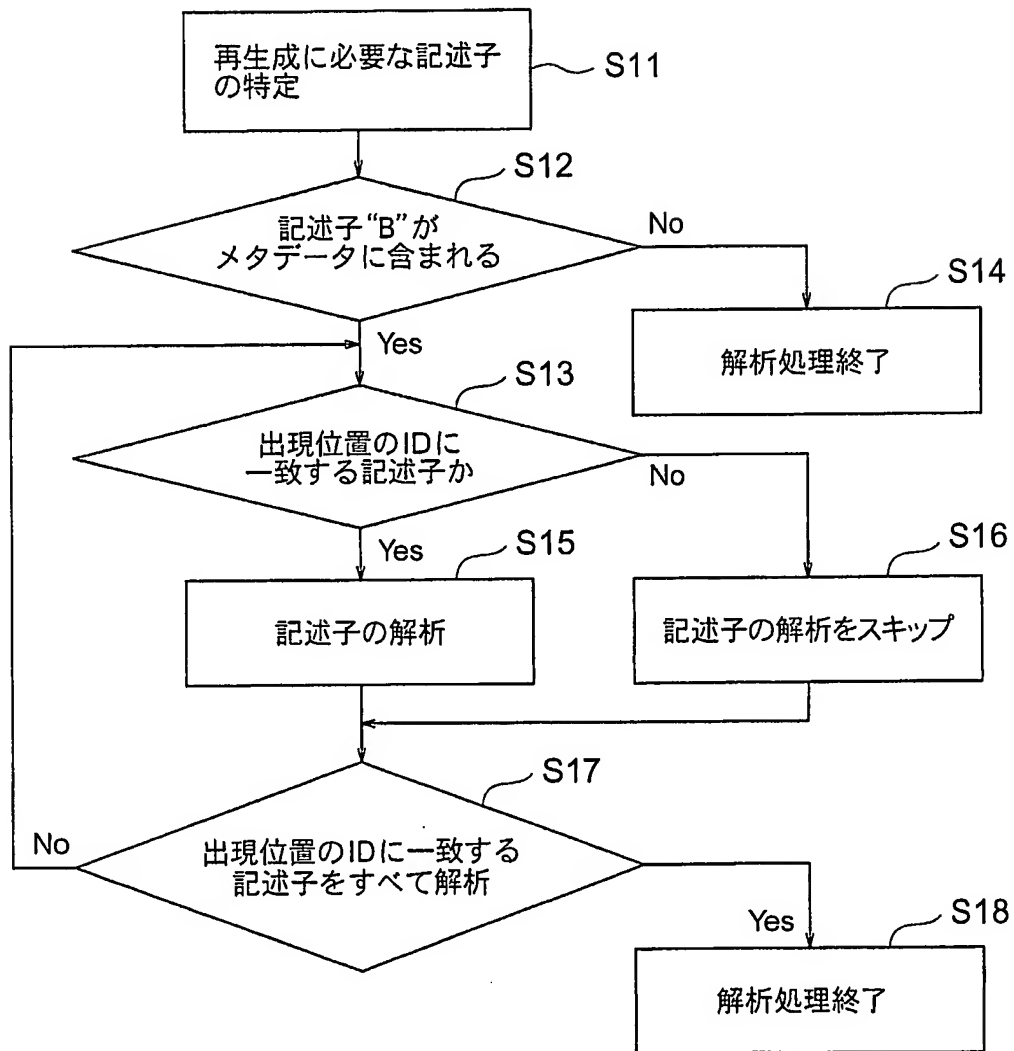 再生成に必要な記述子
の特定
S11
S12
記述子“B”が
メタデータに含まれる
No
S14
Yes
解析処理終了
S13
出現位置のIDに
一致する記述子か
No
Yes
S15
S16
記述子の解析
記述子の解析をスキップ
S17
No
出現位置のIDに一致する
記述子をすべて解析
Yes
S18
解析処理終了